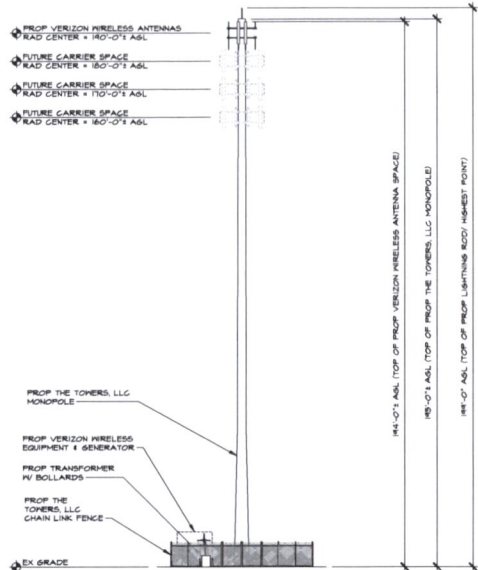 PROP VERIZON WIRELESS ANTENNAS
RAD CENTER = 190'-0"± AGL
FUTURE CARRIER SPACE
RAD CENTER = 180'-0"± AGL
FUTURE CARRIER SPACE
RAD CENTER = 170'-0"± AGL
FUTURE CARRIER SPACE
RAD CENTER = 160'-0"± AGL
194'-0"± AGL (TOP OF PROP VERIZON WIRELESS ANTENNA SPACE)
195'-0"± AGL (TOP OF PROP THE TOWERS, LLC MONOPOLE)
199'-0" AGL (TOP OF PROP LIGHTNING ROD/ HIGHEST POINT)
PROP THE TOWERS, LLC
MONOPOLE
PROP VERIZON WIRELESS
EQUIPMENT & GENERATOR
PROP TRANSFORMER
W/ BOLLARDS
PROP THE
TOWERS, LLC
CHAIN LINK FENCE
EX GRADE